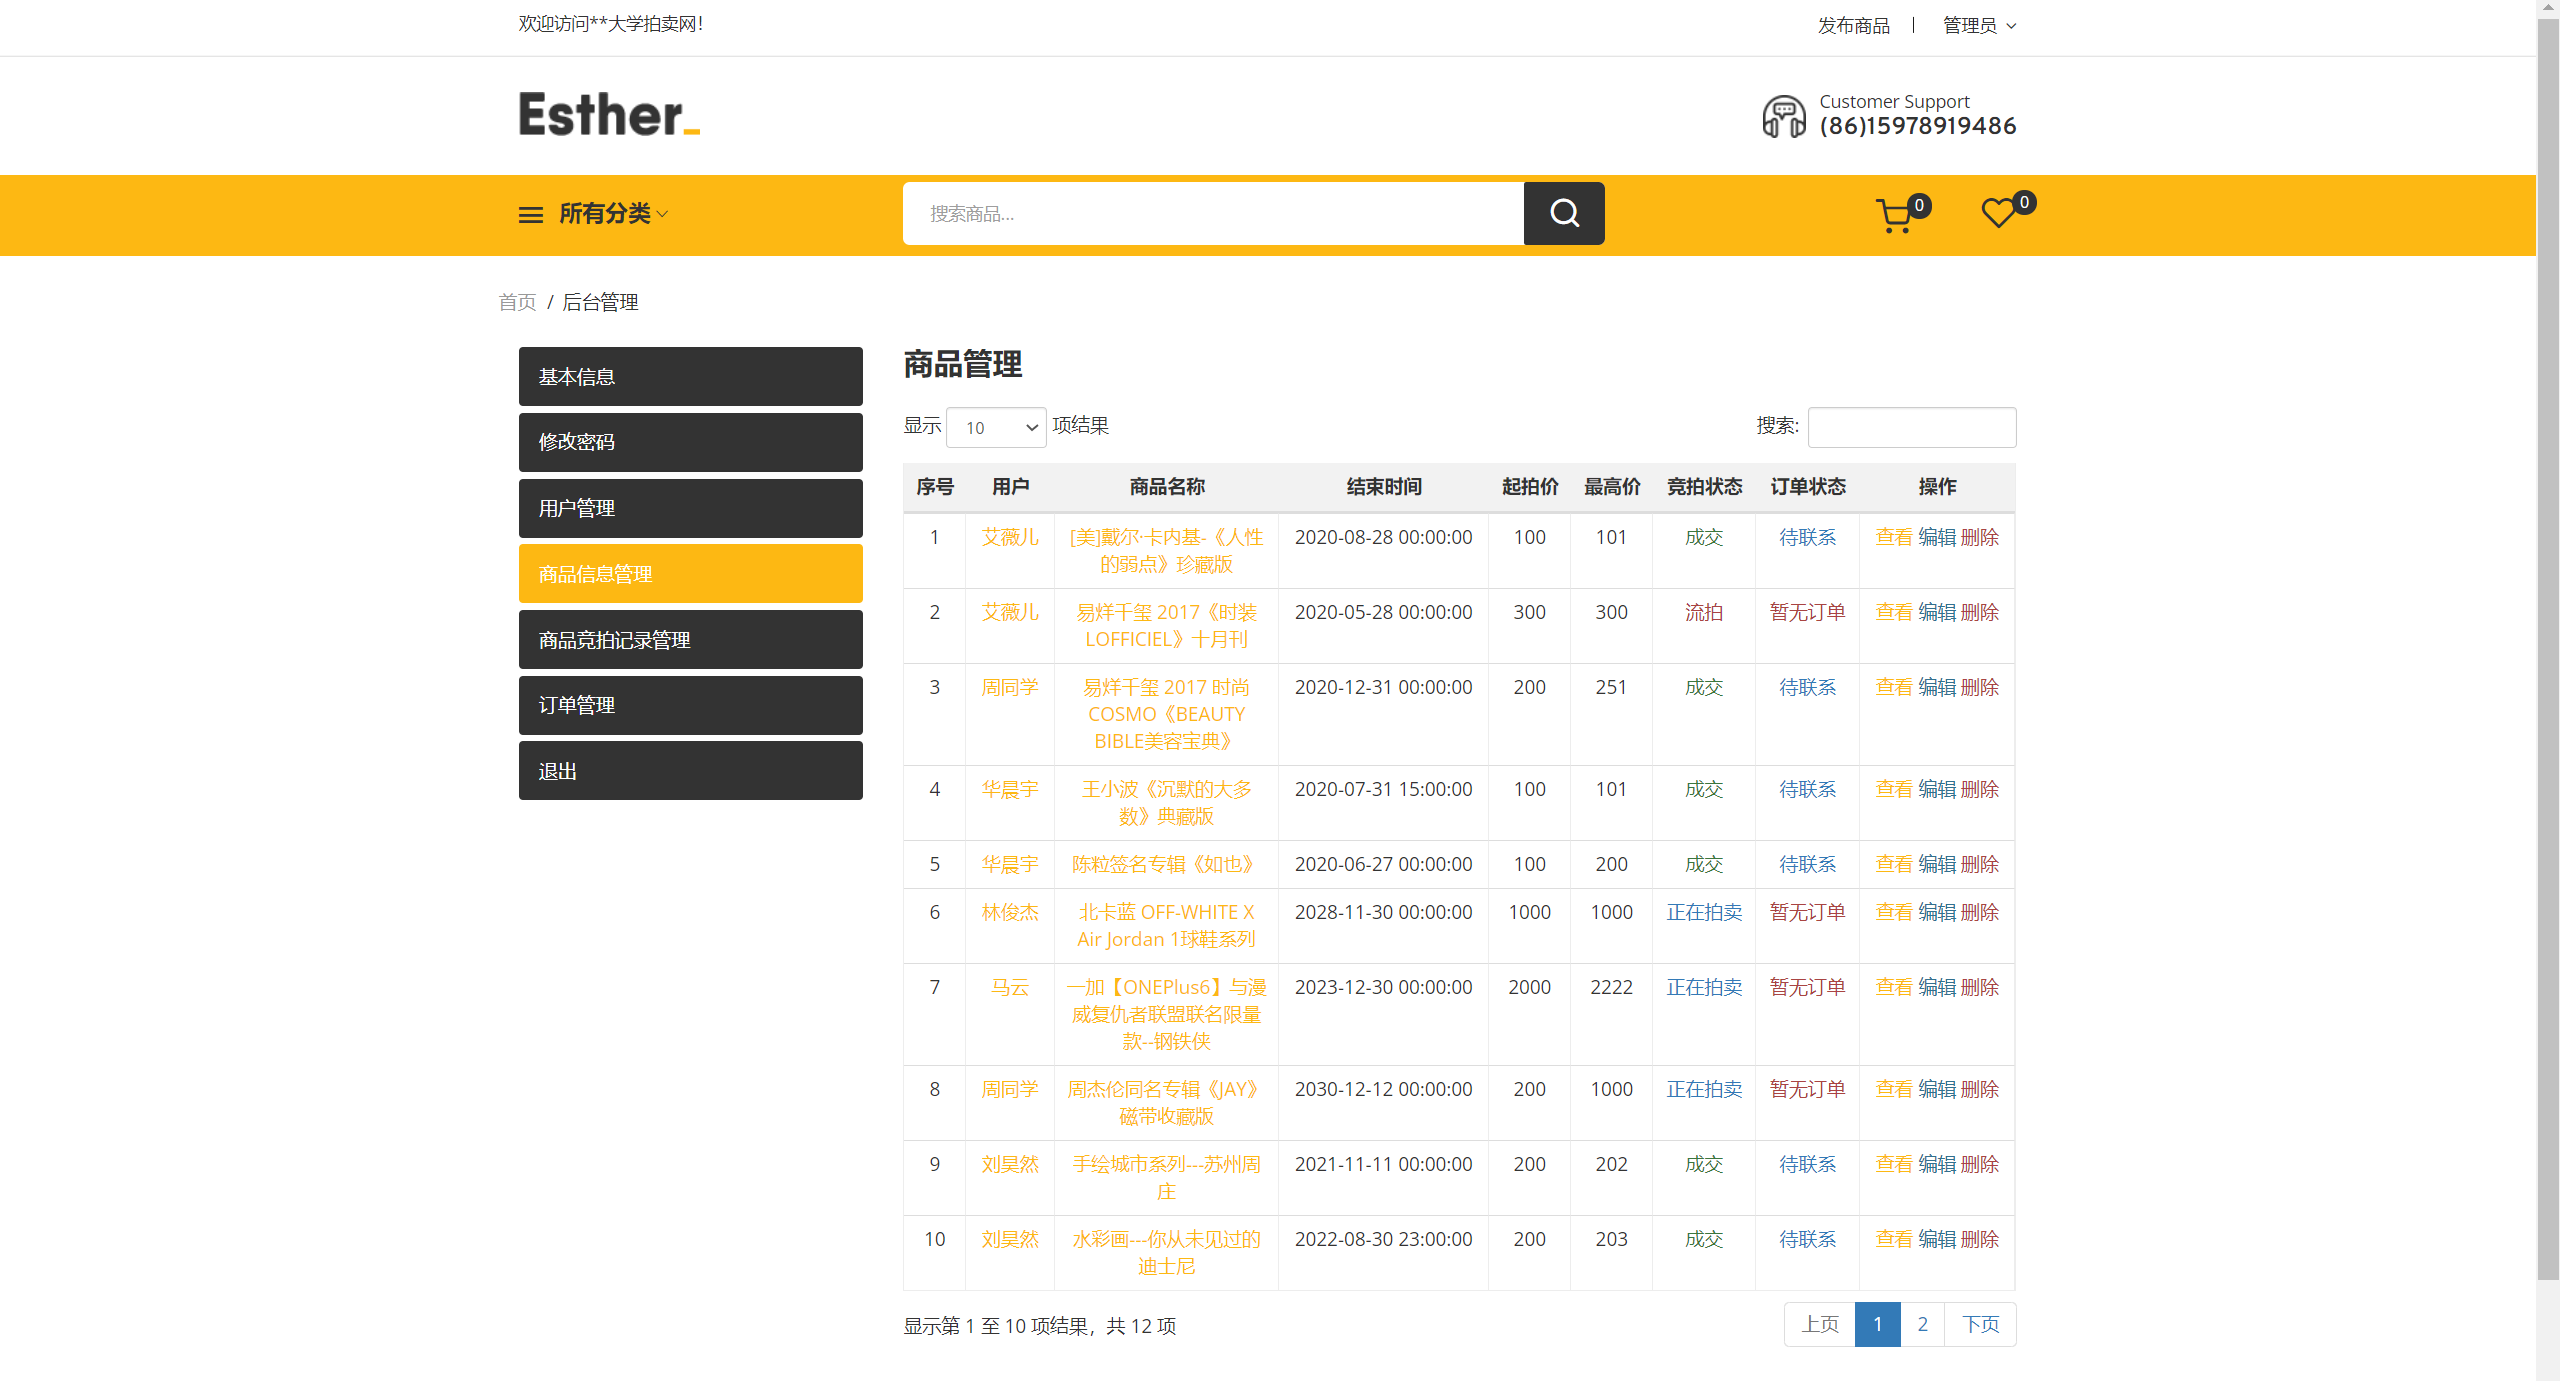 欢迎访问**大学拍卖网！
发布商品 | 管理员
Esther_
Customer Support
(86)15978919486
所有分类
搜索商品...
0
0
首页 / 后台管理
基本信息
修改密码
用户管理
商品信息管理
商品竞拍记录管理
订单管理
退出
商品管理
显示 10 项结果
搜索:
序号 用户 商品名称 结束时间 起拍价 最高价 竞拍状态 订单状态 操作
1 艾薇儿 [美]戴尔·卡内基-《人性 2020-08-28 00:00:00 100 101 成交 待联系 查看 编辑 删除
的弱点》珍藏版
2 艾薇儿 易烊千玺 2017《时装 2020-05-28 00:00:00 300 300 流拍 暂无订单 查看 编辑 删除
LOFFICIEL》十月刊
3 周同学 易烊千玺 2017 时尚 2020-12-31 00:00:00 200 251 成交 待联系 查看 编辑 删除
COSMO《BEAUTY
BIBLE美容宝典》
4 华晨宇 王小波《沉默的大多 2020-07-31 15:00:00 100 101 成交 待联系 查看 编辑 删除
数》典藏版
5 华晨宇 陈粒签名专辑《如也》 2020-06-27 00:00:00 100 200 成交 待联系 查看 编辑 删除
6 林俊杰 北卡蓝 OFF-WHITE X 2028-11-30 00:00:00 1000 1000 正在拍卖 暂无订单 查看 编辑 删除
Air Jordan 1球鞋系列
7 马云 一加【ONEPlus6】与漫 2023-12-30 00:00:00 2000 2222 正在拍卖 暂无订单 查看 编辑 删除
威复仇者联盟联名限量
款--钢铁侠
8 周同学 周杰伦同名专辑《JAY》 2030-12-12 00:00:00 200 1000 正在拍卖 暂无订单 查看 编辑 删除
磁带收藏版
9 刘昊然 手绘城市系列---苏州周 2021-11-11 00:00:00 200 202 成交 待联系 查看 编辑 删除
庄
10 刘昊然 水彩画---你从未见过的 2022-08-30 23:00:00 200 203 成交 待联系 查看 编辑 删除
迪士尼
显示第 1 至 10 项结果，共 12 项
上页 1 2 下页